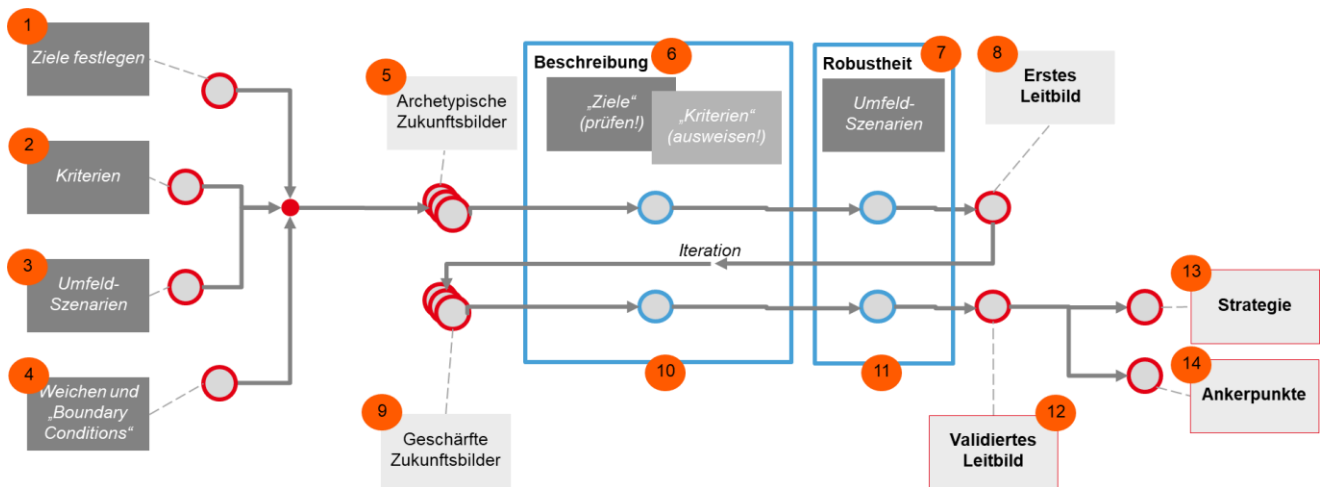 1
Ziele festlegen
2
Kriterien
3
Umfeld-
Szenarien
4
Weichen und
„Boundary
Conditions“
5
Archetypische
Zukunftsbilder
6
Beschreibung
„Ziele“
(prüfen!)
„Kriterien“
(ausweisen!)
7
Robustheit
Umfeld-
Szenarien
8
Erstes
Leitbild
Iteration
9
Geschärfte
Zukunftsbilder
10
11
12
Validiertes
Leitbild
13
Strategie
14
Ankerpunkte